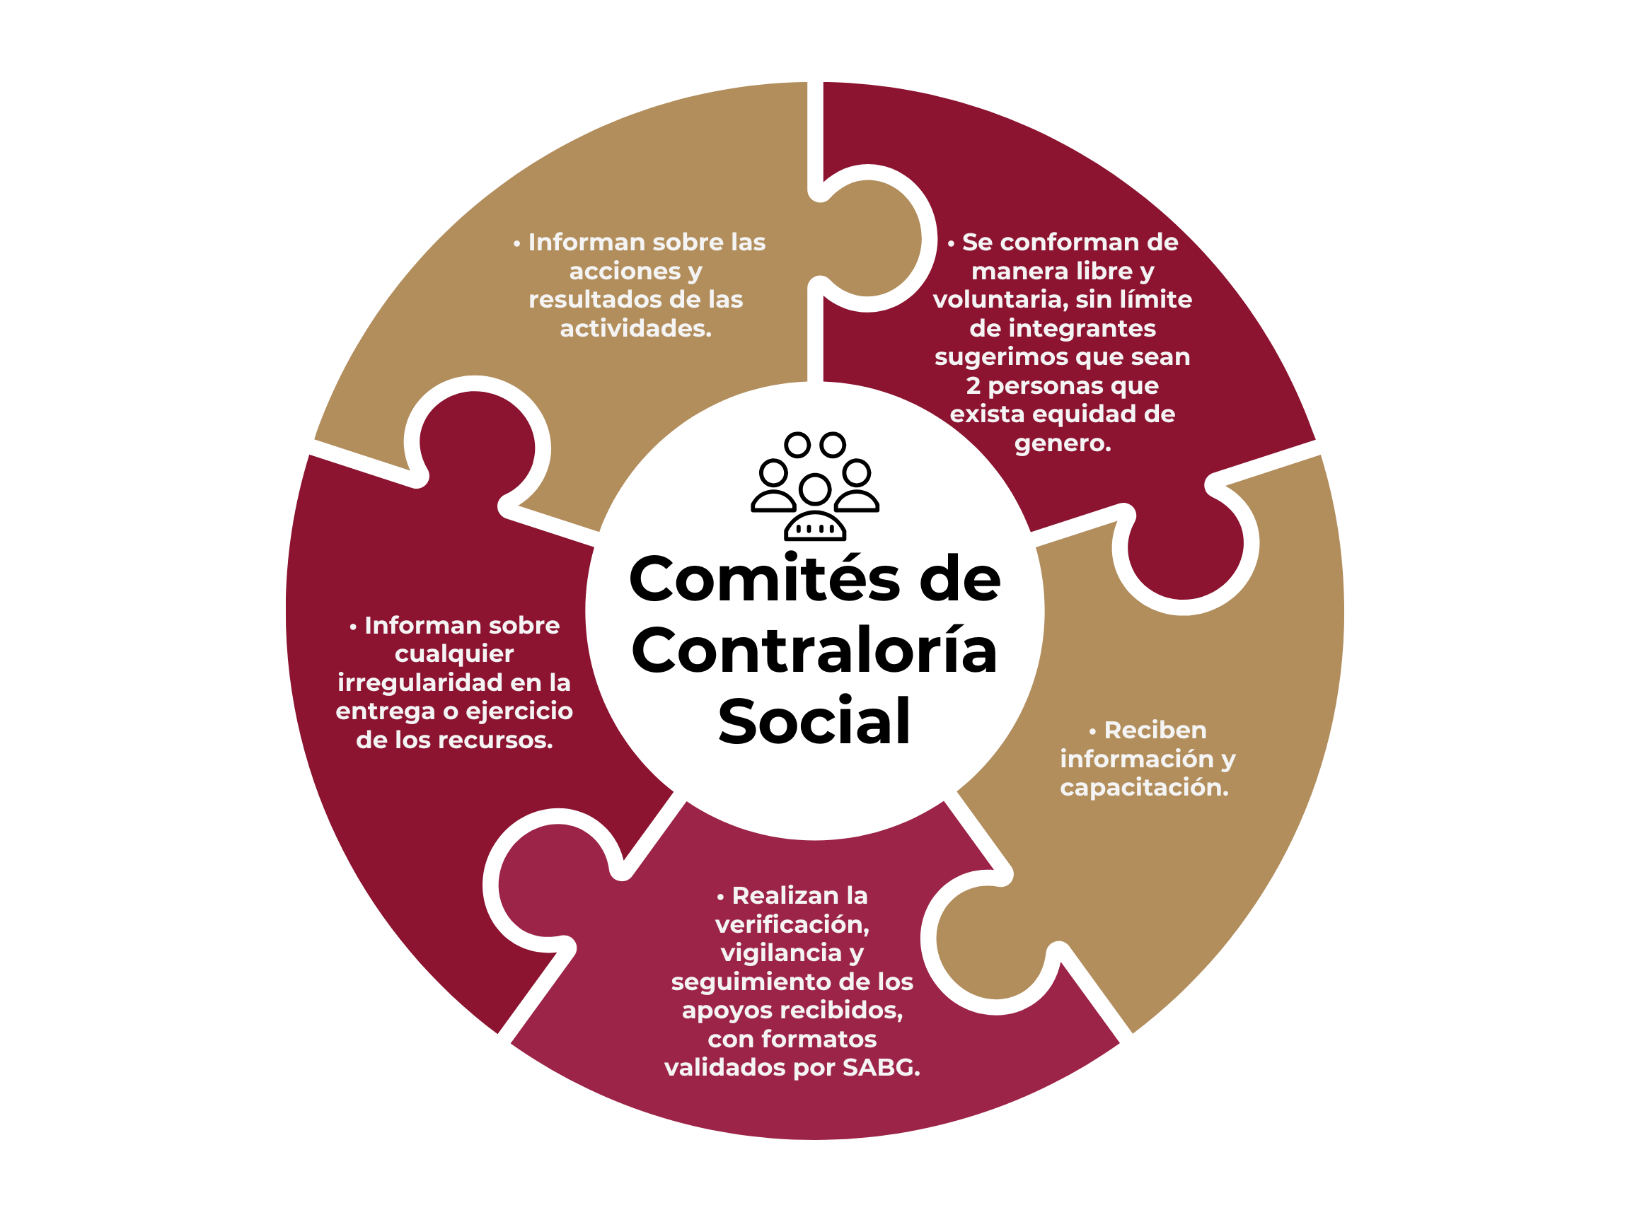 • Informan sobre las
acciones y
resultados de las
actividades.
• Se conforman de
manera libre y
voluntaria, sin límite
de integrantes
sugerimos que sean
2 personas que
exista equidad de
genero.
Comités de
Contraloría
Social
• Informan sobre
cualquier
irregularidad en la
entrega o ejercicio
de los recursos.
• Reciben
información y
capacitación.
• Realizan la
verificación,
vigilancia y
seguimiento de los
apoyos recibidos,
con formatos
validados por SABG.